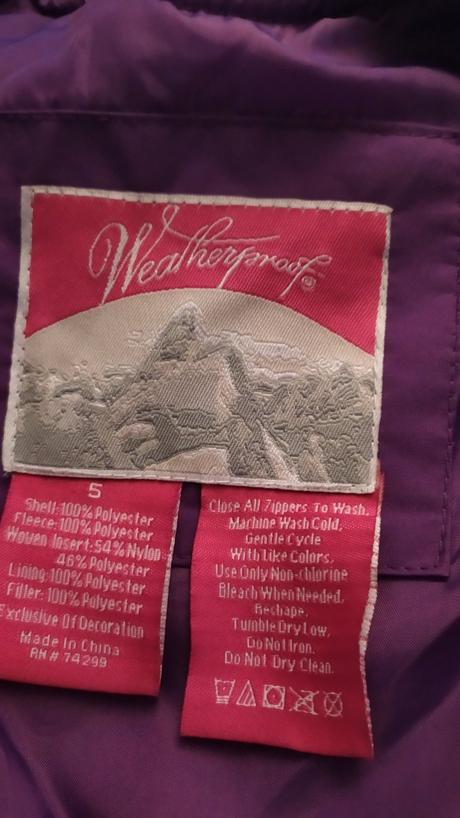 Weatherproof®
S
Shell:100% Polyester
Fleece:100% Polyester
Woven Insert:54% Nylon
46% Polyester
Lining:100% Polyester
Filler:100% Polyester
Exclusive Of Decoration
Made In China
RN# 74299
Close All Zippers To Wash,
Machine Wash Cold,
Gentle Cycle
With Like Colors,
Use Only Non-chlorine
Bleach When Needed,
Reshape,
Tumble Dry Low,
Do Not Iron.
Do Not Dry Clean.